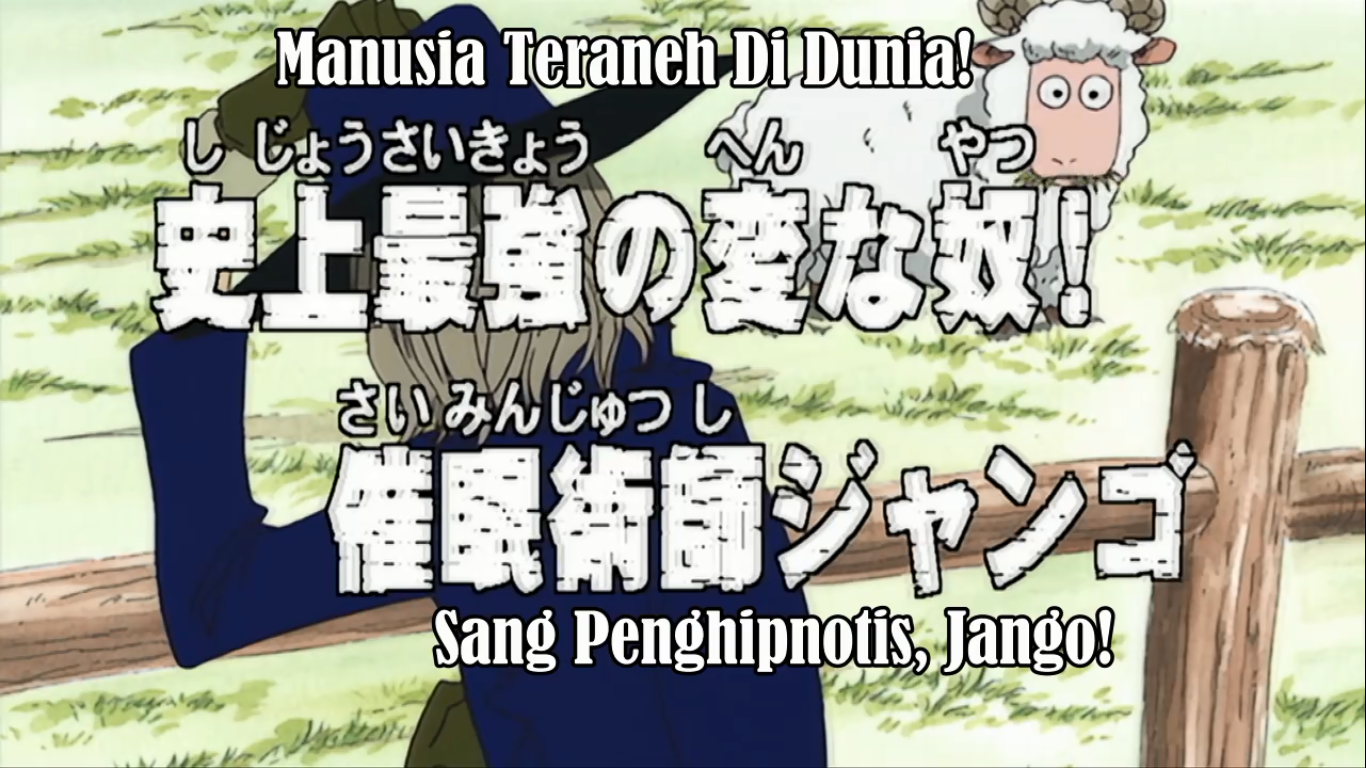 Manusia Teraneh Di Dunia!
しじょうさいきょう へん やつ
史上最強の変な奴!
さいみんじゅつし
催眠術師ジャンゴ
Sang Penghipnotis, Jango!